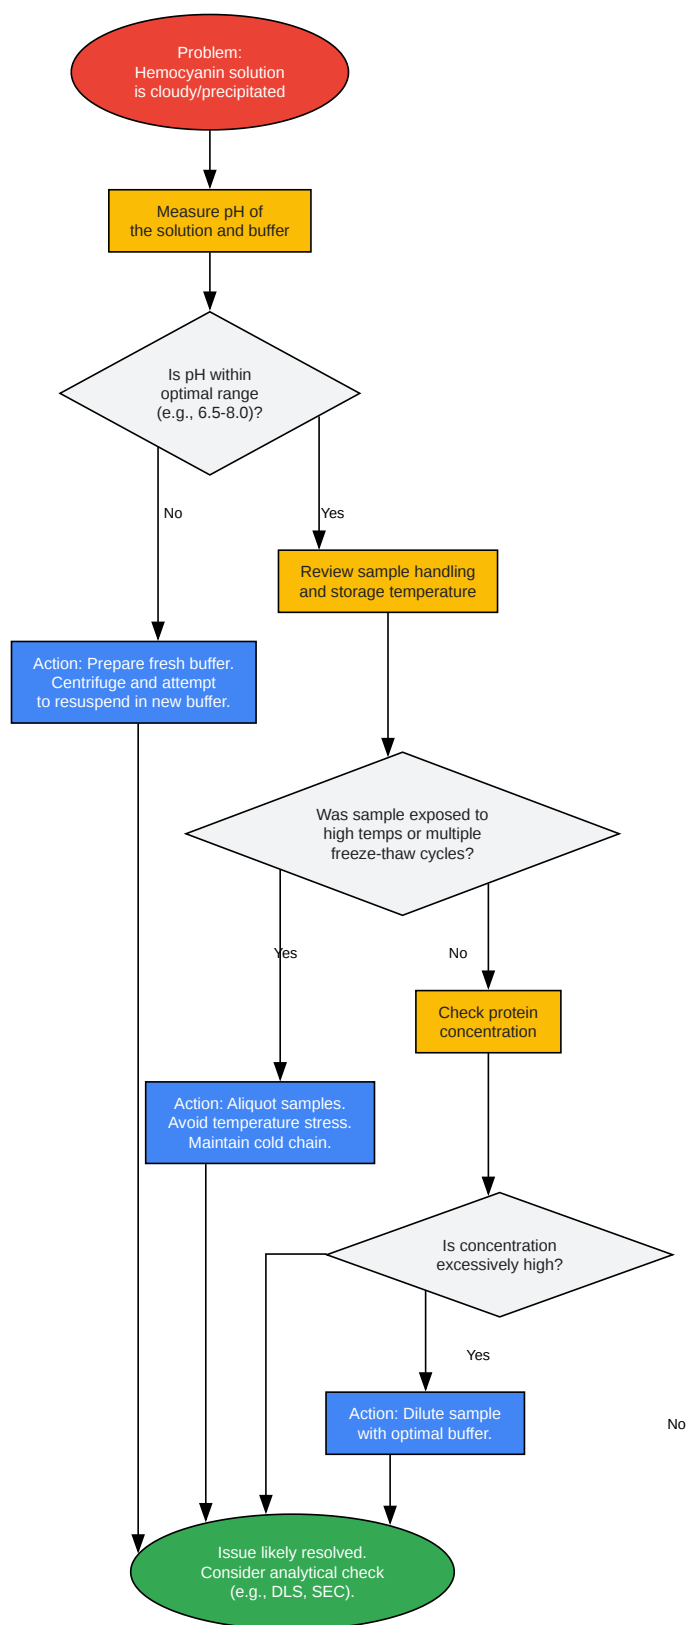 Problem:
Hemocyanin solution
is cloudy/precipitated
Measure pH of
the solution and buffer
Is pH within
optimal range
(e.g., 6.5-8.0)?
No
Yes
Review sample handling
and storage temperature
Action: Prepare fresh buffer.
Centrifuge and attempt
to resuspend in new buffer.
Was sample exposed to
high temps or multiple
freeze-thaw cycles?
Yes
No
Check protein
concentration
Action: Aliquot samples.
Avoid temperature stress.
Maintain cold chain.
Is concentration
excessively high?
Yes
Action: Dilute sample
with optimal buffer.
No
Issue likely resolved.
Consider analytical check
(e.g., DLS, SEC).